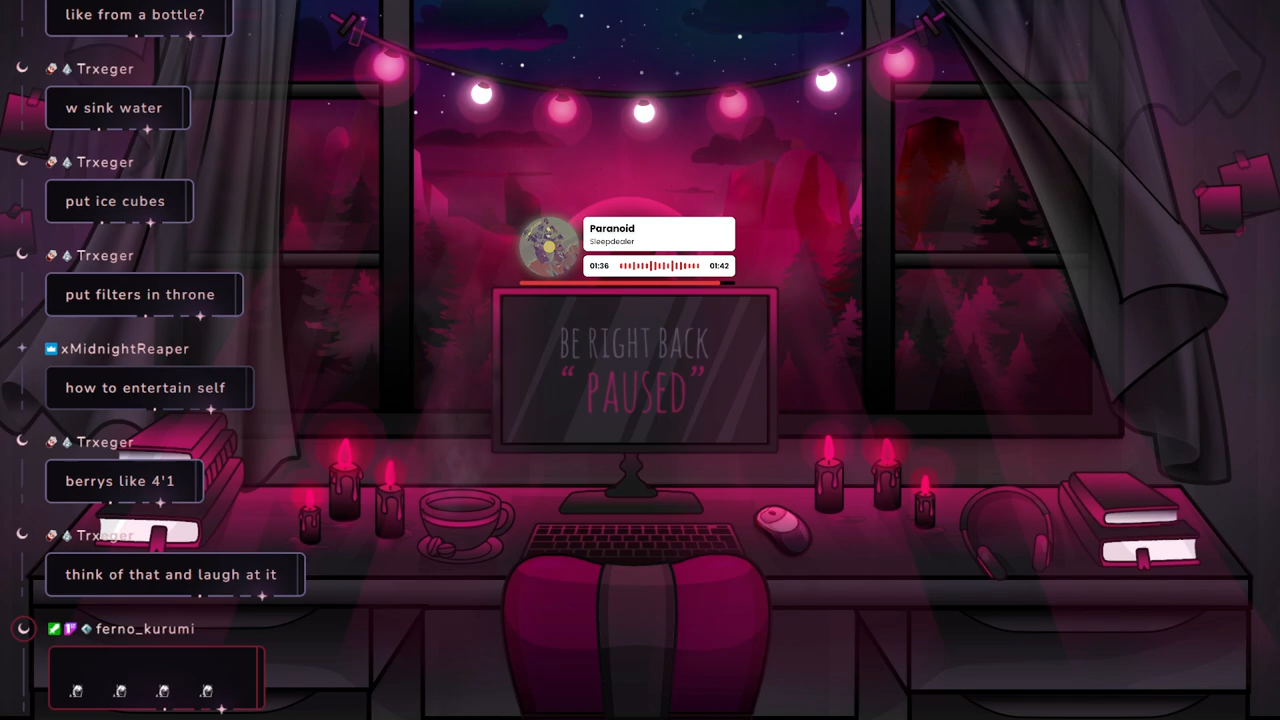 like from a bottle?
Trxeger
w sink water
Trxeger
put ice cubes
Trxeger
put filters in throne
xMidnightReaper
how to entertain self
Trxeger
berrys like 4'1
Trxeger
think of that and laugh at it
ferno_kurumi
Paranoid
Sleepdealer
01:36 01:42
BE RIGHT BACK
“ PAUSED”